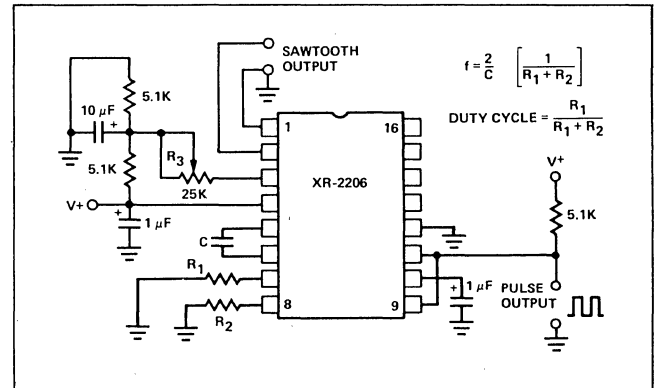 SAWTOOTH
OUTPUT
f = 2/C [1/(R1 + R2)]
DUTY CYCLE = R1/(R1 + R2)
5.1K
10 µF
+
R3
5.1K
25K
V+
+
1 µF
C
R1
R2
1
16
XR-2206
8
9
V+
5.1K
+
1 µF
PULSE
OUTPUT